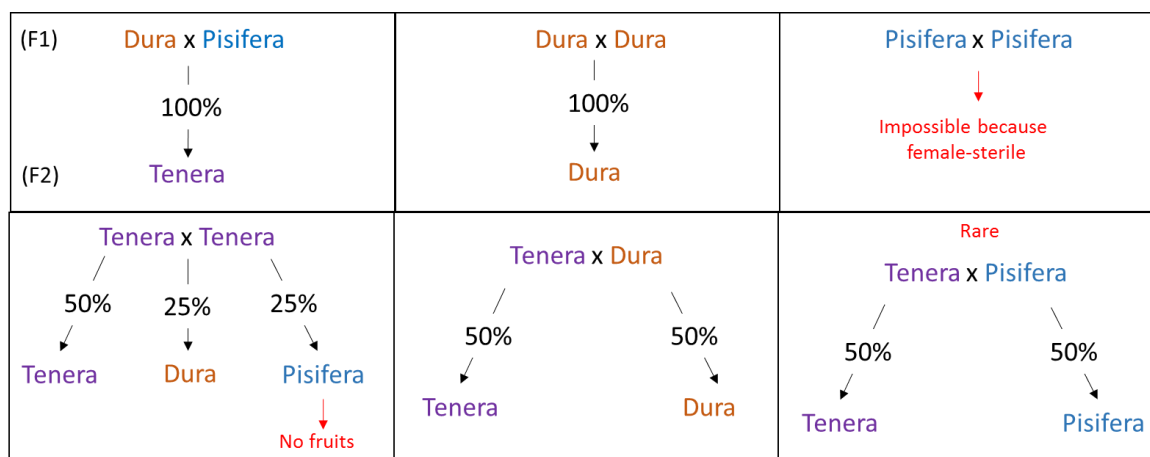 (F1)
Dura x Pisifera
100%
(F2)
Tenera
Dura x Dura
100%
Dura
Pisifera x Pisifera
Impossible because
female-sterile
Tenera x Tenera
50% 25% 25%
Tenera Dura Pisifera
No fruits
Tenera x Dura
50% 50%
Tenera Dura
Rare
Tenera x Pisifera
50% 50%
Tenera Pisifera